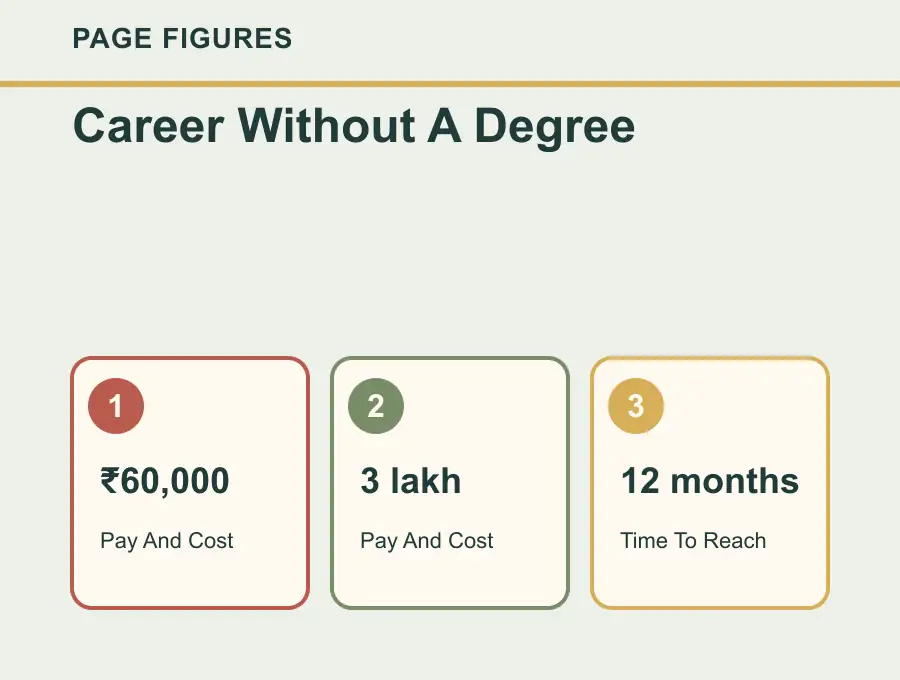 PAGE FIGURES
Career Without A Degree
1
₹60,000
Pay And Cost
2
3 lakh
Pay And Cost
3
12 months
Time To Reach